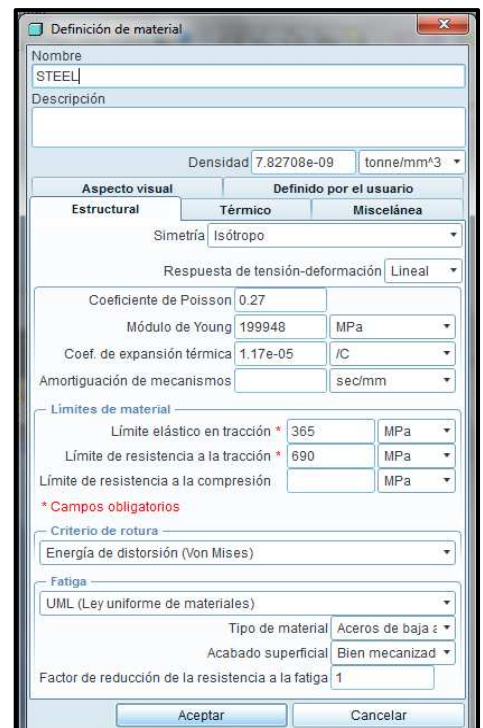 Definición de material
Nombre
STEEL
Descripción
Densidad 7.82708e-09 tonne/mm^3
Aspecto visual Definido por el usuario
Estructural Térmico Miscelánea
Simetría Isótropo
Respuesta de tensión-deformación Lineal
Coeficiente de Poisson 0.27
Módulo de Young 199948 MPa
Coef. de expansión térmica 1.17e-05 /C
Amortiguación de mecanismos sec/mm
Límites de material
Límite elástico en tracción * 365 MPa
Límite de resistencia a la tracción * 690 MPa
Límite de resistencia a la compresión MPa
* Campos obligatorios
Criterio de rotura
Energía de distorsión (Von Mises)
Fatiga
UML (Ley uniforme de materiales)
Tipo de material Aceros de baja a
Acabado superficial Bien mecanizad
Factor de reducción de la resistencia a la fatiga 1
Aceptar Cancelar